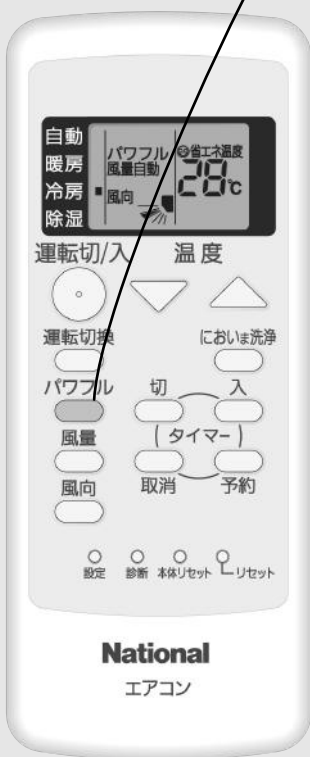 自動
暖房
冷房
除湿
パワフル
風量自動
風向
省エネ温度
28℃
運転切/入 温度
運転切換 においま洗浄
パワフル 切 入
風量 (タイマー)
風向 取消 予約
設定 診断 本体リセット リセット
National
エアコン